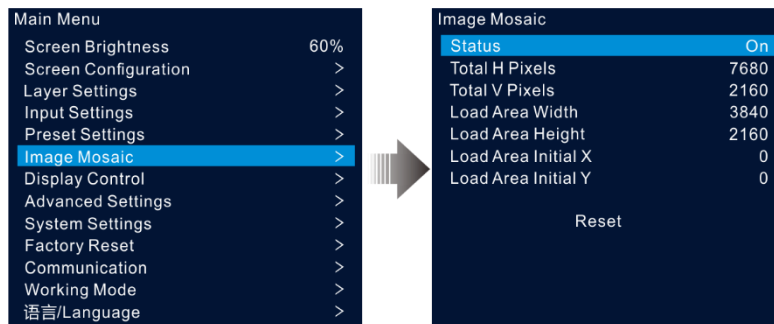 Main Menu
Screen Brightness 60%
Screen Configuration >
Layer Settings >
Input Settings >
Preset Settings >
Image Mosaic >
Display Control >
Advanced Settings >
System Settings >
Factory Reset >
Communication >
Working Mode >
语言/Language >
Image Mosaic
Status On
Total H Pixels 7680
Total V Pixels 2160
Load Area Width 3840
Load Area Height 2160
Load Area Initial X 0
Load Area Initial Y 0
Reset